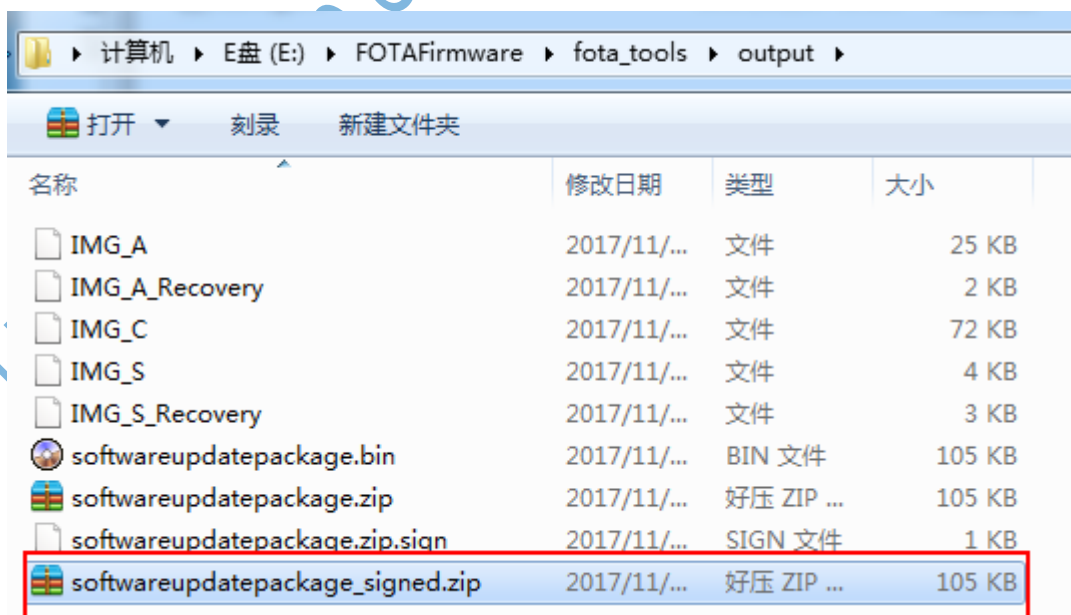 计算机 E盘 (E:) FOTAFirmware fota_tools output
打开 刻录 新建文件夹
名称 修改日期 类型 大小
IMG_A 2017/11/... 文件 25 KB
IMG_A_Recovery 2017/11/... 文件 2 KB
IMG_C 2017/11/... 文件 72 KB
IMG_S 2017/11/... 文件 4 KB
IMG_S_Recovery 2017/11/... 文件 3 KB
softwareupdatepackage.bin 2017/11/... BIN 文件 105 KB
softwareupdatepackage.zip 2017/11/... 好压 ZIP ... 105 KB
softwareupdatepackage.zip.sign 2017/11/... SIGN 文件 1 KB
softwareupdatepackage_signed.zip 2017/11/... 好压 ZIP ... 105 KB